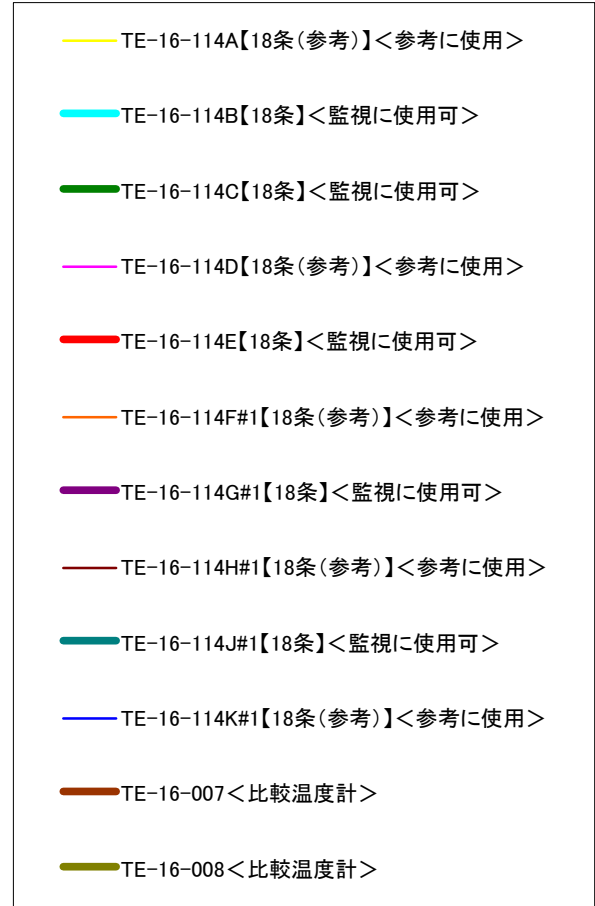 TE-16-114A【18条(参考)】<参考に使用>
TE-16-114B【18条】<監視に使用可>
TE-16-114C【18条】<監視に使用可>
TE-16-114D【18条(参考)】<参考に使用>
TE-16-114E【18条】<監視に使用可>
TE-16-114F#1【18条(参考)】<参考に使用>
TE-16-114G#1【18条】<監視に使用可>
TE-16-114H#1【18条(参考)】<参考に使用>
TE-16-114J#1【18条】<監視に使用可>
TE-16-114K#1【18条(参考)】<参考に使用>
TE-16-007<比較温度計>
TE-16-008<比較温度計>